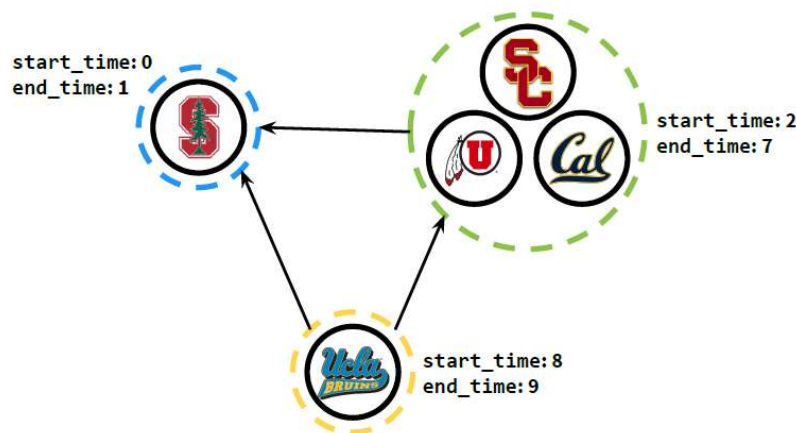 start_time: 0
end_time: 1
S
SC
start_time: 2
end_time: 7
U
Cal
Ucla
BRUINS
start_time: 8
end_time: 9